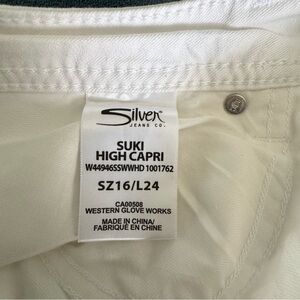 Silver
JEANS CO.
SUKI
HIGH CAPRI
W44946SSWWHD 1001762
SZ16/L24
CA00508
WESTERN GLOVE WORKS
MADE IN CHINA/
FABRIQUÉ EN CHINE